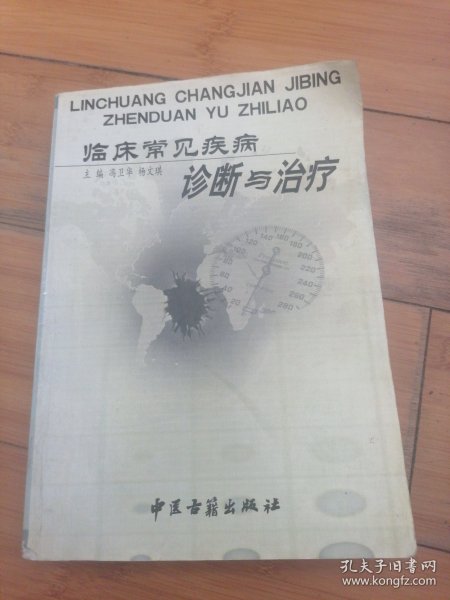 LINCHUANG CHANGJIAN JIBING
ZHENDUAN YU ZHILIAO
临床常见疾病
主编 冯卫华 杨文琪
诊断与治疗
中医古籍出版社
孔夫子旧书网
www.kongfz.com